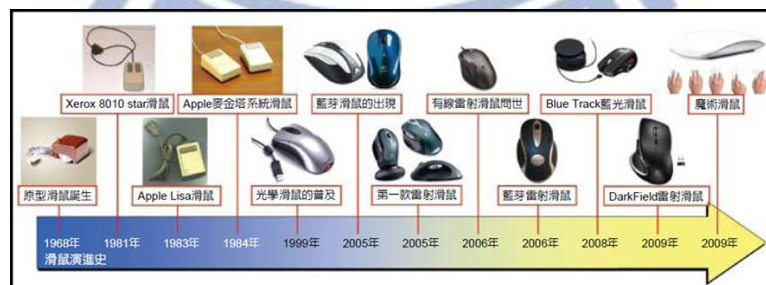 Xerox 8010 star滑鼠
Apple麥金塔系統滑鼠
藍芽滑鼠的出現
有線雷射滑鼠問世
Blue Track藍光滑鼠
魔術滑鼠
原型滑鼠誕生
Apple Lisa滑鼠
光學滑鼠的普及
第一款雷射滑鼠
藍芽雷射滑鼠
DarkField雷射滑鼠
1968年 1981年 1983年 1984年 1999年 2005年 2005年 2006年 2006年 2008年 2009年 2009年
滑鼠演進史